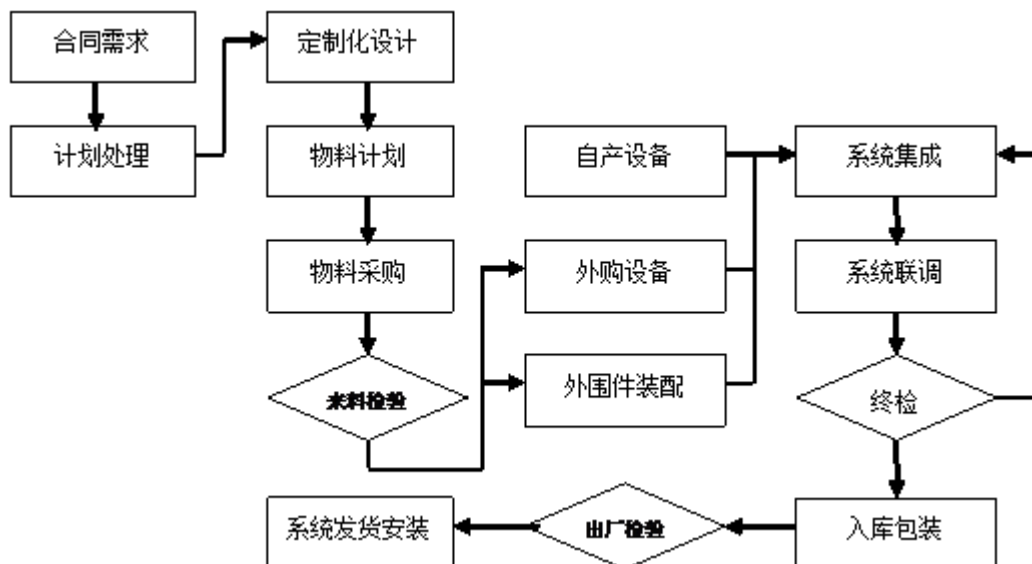 合同需求
定制化设计
计划处理
物料计划
自产设备
系统集成
物料采购
外购设备
系统联调
来料检验
外围件装配
终检
系统发货安装
出厂检验
入库包装